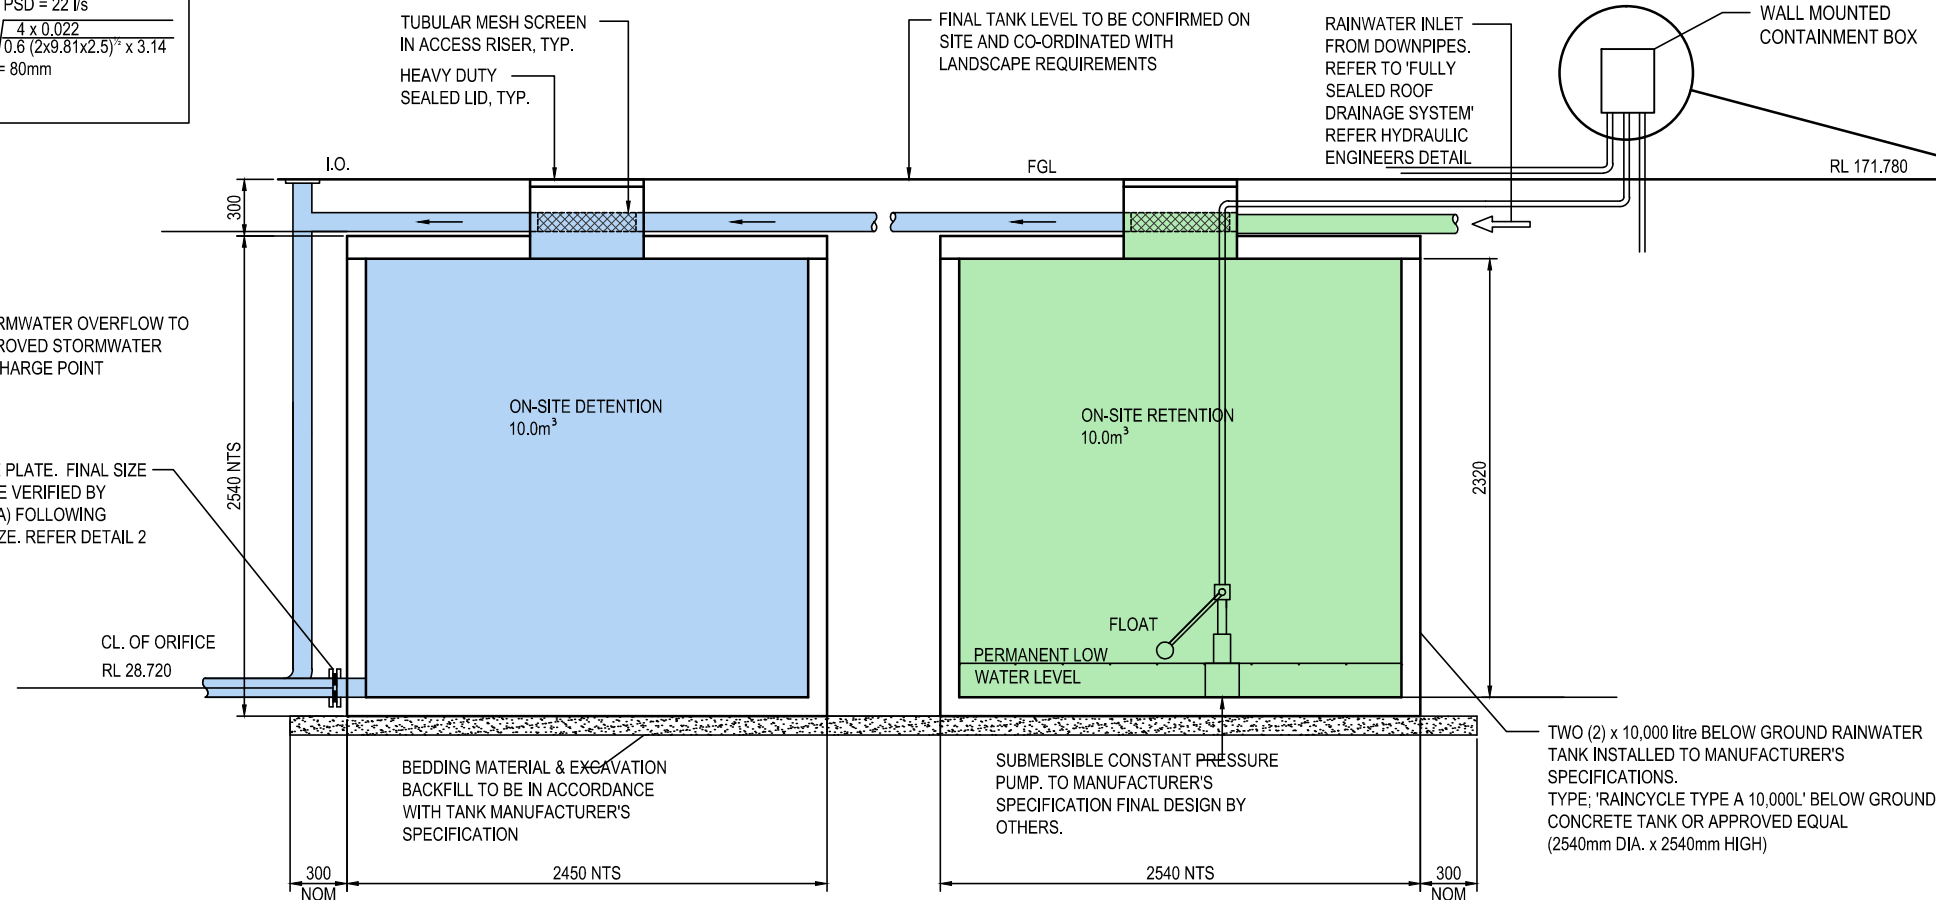 PSD = 22 l/s
4 x 0.022
0.6 (2x9.81x2.5)½ x 3.14
= 80mm
TUBULAR MESH SCREEN
IN ACCESS RISER, TYP.
HEAVY DUTY
SEALED LID, TYP.
FINAL TANK LEVEL TO BE CONFIRMED ON
SITE AND CO-ORDINATED WITH
LANDSCAPE REQUIREMENTS
RAINWATER INLET
FROM DOWNPIPES.
REFER TO 'FULLY
SEALED ROOF
DRAINAGE SYSTEM'
REFER HYDRAULIC
ENGINEERS DETAIL
WALL MOUNTED
CONTAINMENT BOX
I.O.
FGL
RL 171.780
300
RMWATER OVERFLOW TO
ROVED STORMWATER
HARGE POINT
ON-SITE DETENTION
10.0m³
ON-SITE RETENTION
10.0m³
2540 NTS
2320
E PLATE. FINAL SIZE
E VERIFIED BY
A) FOLLOWING
ZE. REFER DETAIL 2
CL. OF ORIFICE
RL 28.720
FLOAT
PERMANENT LOW
WATER LEVEL
BEDDING MATERIAL & EXCAVATION
BACKFILL TO BE IN ACCORDANCE
WITH TANK MANUFACTURER'S
SPECIFICATION
SUBMERSIBLE CONSTANT PRESSURE
PUMP. TO MANUFACTURER'S
SPECIFICATION FINAL DESIGN BY
OTHERS.
TWO (2) x 10,000 litre BELOW GROUND RAINWATER
TANK INSTALLED TO MANUFACTURER'S
SPECIFICATIONS.
TYPE; 'RAINCYCLE TYPE A 10,000L' BELOW GROUND
CONCRETE TANK OR APPROVED EQUAL
(2540mm DIA. x 2540mm HIGH)
300
NOM
2450 NTS
2540 NTS
300
NOM